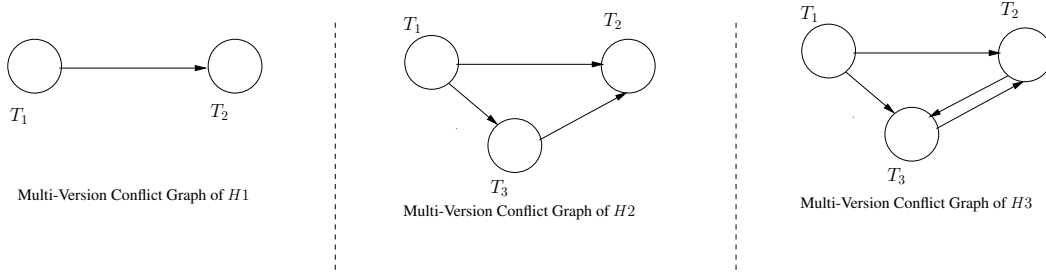 T₁
T₂
Multi-Version Conflict Graph of H1
T₁
T₂
T₃
Multi-Version Conflict Graph of H2
T₁
T₂
T₃
Multi-Version Conflict Graph of H3